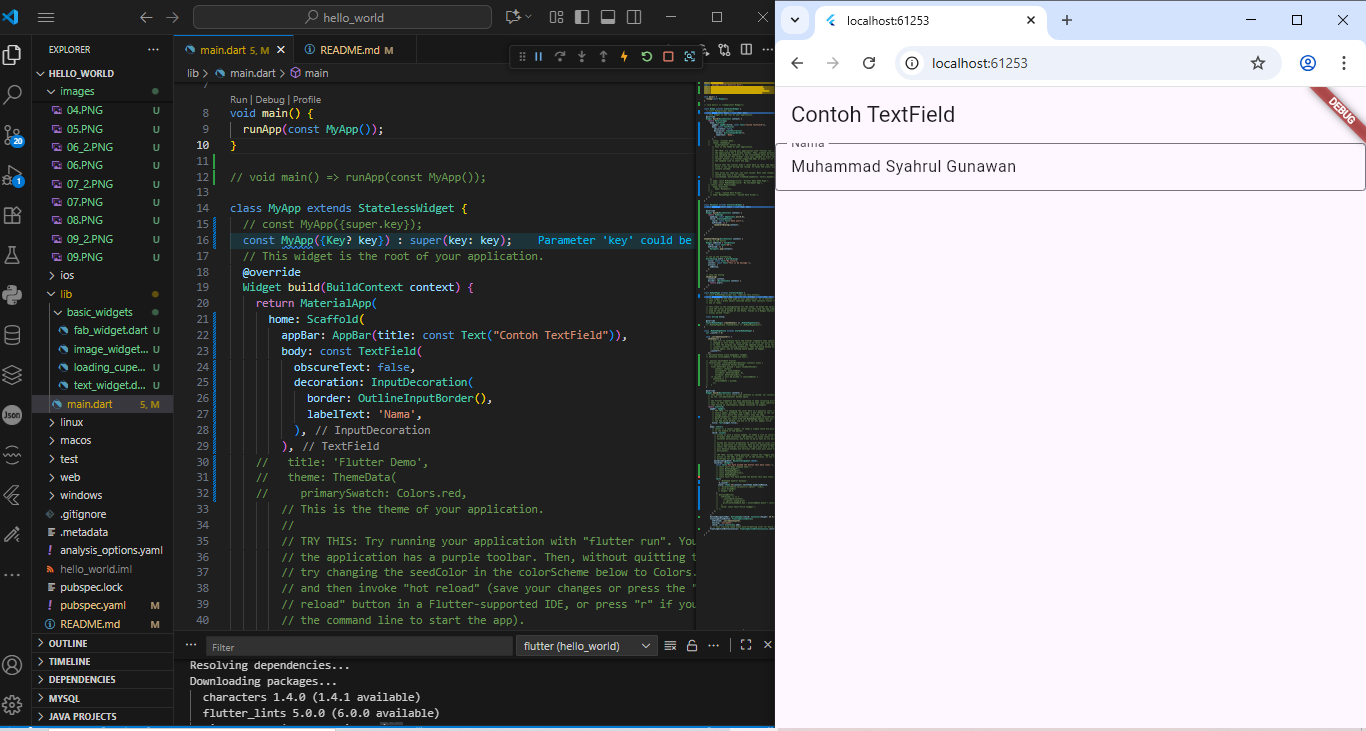 hello_world
EXPLORER
HELLO_WORLD
images
04.PNG U
05.PNG U
06_2.PNG U
06.PNG U
07_2.PNG U
07.PNG U
08.PNG U
09_2.PNG U
09.PNG U
ios
lib
basic_widgets
fab_widget.dart U
image_widget... U
loading_cupe... U
text_widget.d... U
main.dart 5, M
linux
macos
test
web
windows
.gitignore
.metadata
analysis_options.yaml
hello_world.iml
pubspec.lock
pubspec.yaml M
README.md M
OUTLINE
TIMELINE
DEPENDENCIES
MYSQL
JAVA PROJECTS
20
1
Json
main.dart 5, M
README.md M
lib > main.dart > main
7
Run | Debug | Profile
8 void main() {
9 runApp(const MyApp());
10 }
11
12 // void main() => runApp(const MyApp());
13
14 class MyApp extends StatelessWidget {
15 // const MyApp({super.key});
16 const MyApp({Key? key}) : super(key: key); Parameter 'key' could be
17 // This widget is the root of your application.
18 @override
19 Widget build(BuildContext context) {
20 return MaterialApp(
21 home: Scaffold(
22 appBar: AppBar(title: const Text("Contoh TextField")),
23 body: const TextField(
24 obscureText: false,
25 decoration: InputDecoration(
26 border: OutlineInputBorder(),
27 labelText: 'Nama',
28 ), // InputDecoration
29 ), // TextField
30 // title: 'Flutter Demo',
31 // theme: ThemeData(
32 // primarySwatch: Colors.red,
33 // This is the theme of your application.
34 //
35 // TRY THIS: Try running your application with "flutter run". You
36 // the application has a purple toolbar. Then, without quitting t
37 // try changing the seedColor in the colorScheme below to Colors.
38 // and then invoke "hot reload" (save your changes or press the "
39 // reload" button in a Flutter-supported IDE, or press "r" if you
40 // the command line to start the app).
Filter
flutter (hello_world)
Resolving dependencies...
Downloading packages...
characters 1.4.0 (1.4.1 available)
flutter_lints 5.0.0 (6.0.0 available)
localhost:61253
localhost:61253
DEBUG
Contoh TextField
Nama
Muhammad Syahrul Gunawan